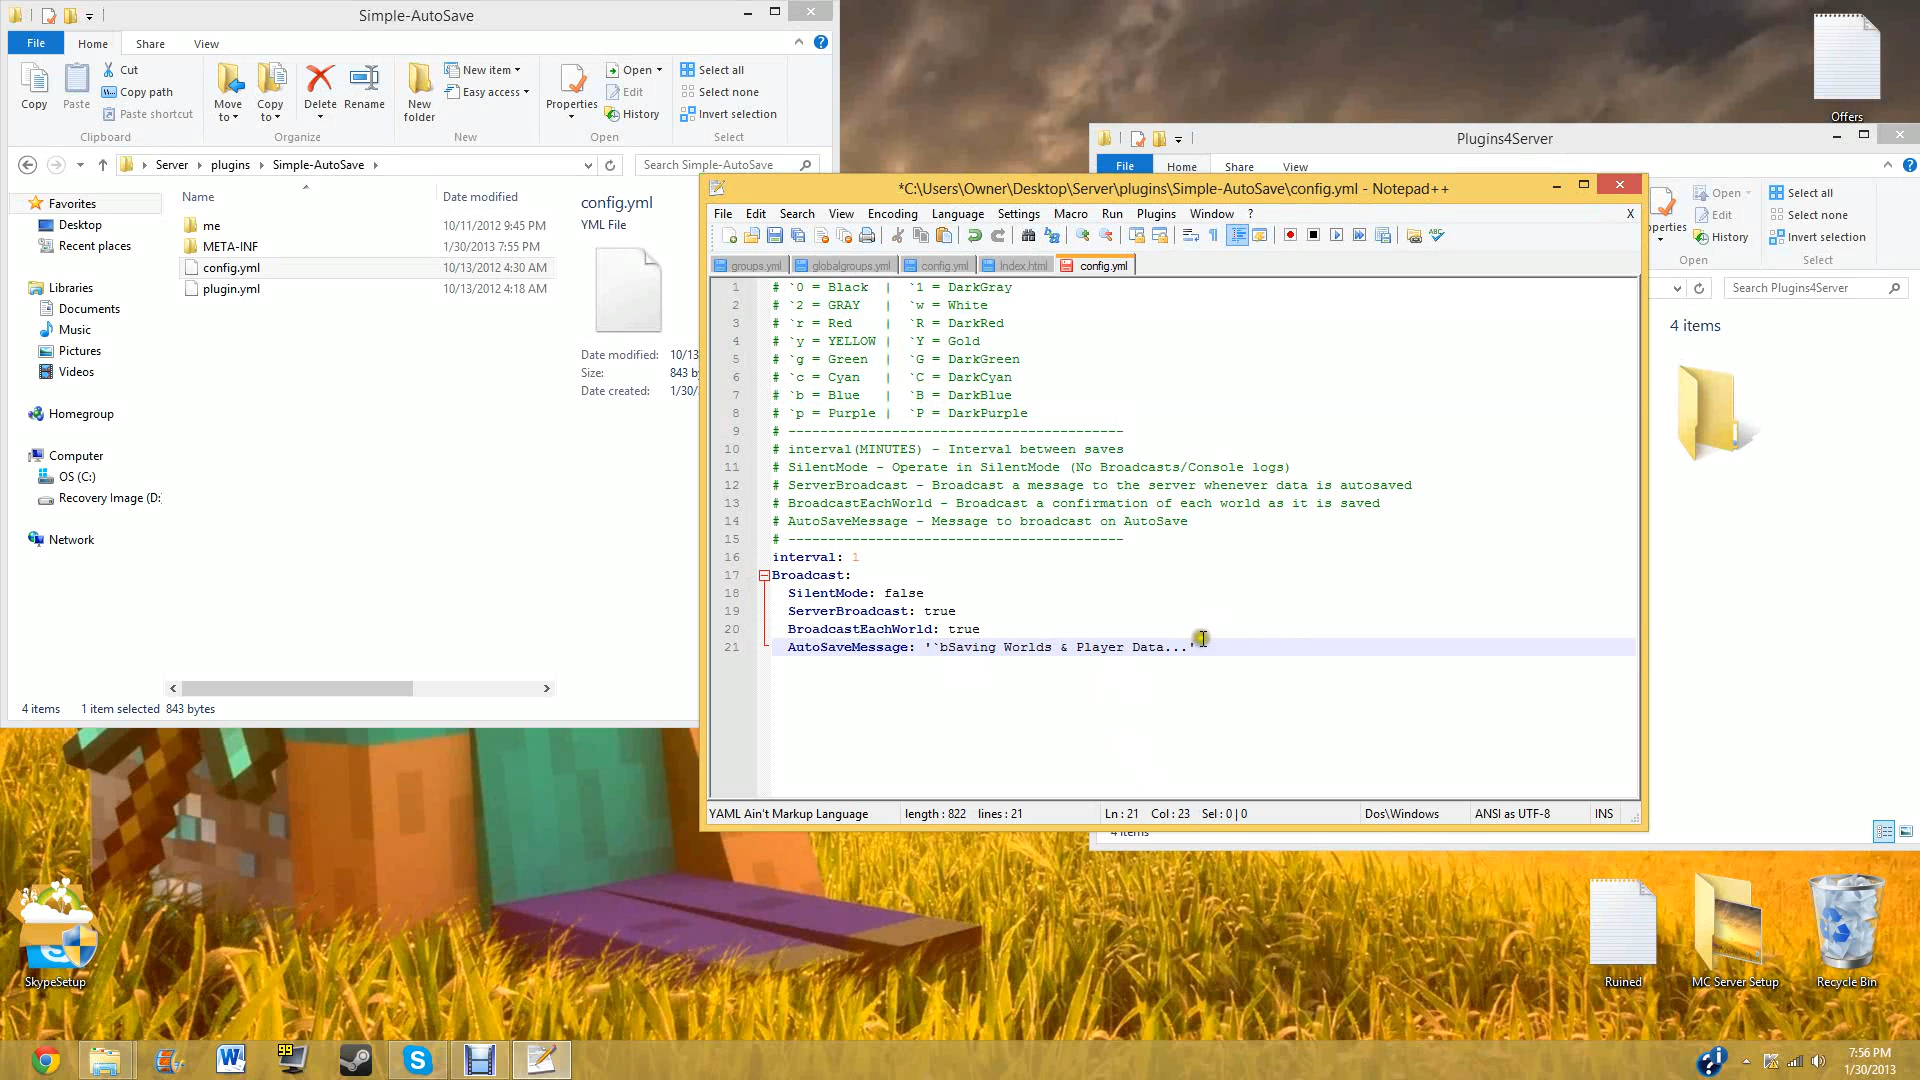 Simple-AutoSave
File
Home
Share
View
Copy
Paste
Cut
Copy path
Paste shortcut
Clipboard
Move to
Copy to
Delete
Rename
Organize
New folder
New item
Easy access
New
Properties
Open
Edit
History
Open
Select all
Select none
Invert selection
Select
Server
plugins
Simple-AutoSave
Search Simple-AutoSave
Favorites
Desktop
Recent places
Libraries
Documents
Music
Pictures
Videos
Homegroup
Computer
OS (C:)
Recovery Image (D:)
Network
Name
Date modified
me
10/11/2012 9:45 PM
META-INF
1/30/2013 7:55 PM
config.yml
10/13/2012 4:30 AM
plugin.yml
10/13/2012 4:18 AM
config.yml
YML File
Date modified: 10/13
Size: 843 b
Date created: 1/30/
4 items
1 item selected 843 bytes
Plugins4Server
File
Home
Share
View
Open
Edit
History
Open
Select all
Select none
Invert selection
Select
Search Plugins4Server
4 items
4 items
*C:\Users\Owner\Desktop\Server\plugins\Simple-AutoSave\config.yml - Notepad++
File Edit Search View Encoding Language Settings Macro Run Plugins Window ? X
groups.yml
globalgroups.yml
config.yml
Index.html
config.yml
1 # `0 = Black | `1 = DarkGray
2 # `2 = GRAY | `w = White
3 # `r = Red | `R = DarkRed
4 # `y = YELLOW | `Y = Gold
5 # `g = Green | `G = DarkGreen
6 # `c = Cyan | `C = DarkCyan
7 # `b = Blue | `B = DarkBlue
8 # `p = Purple | `P = DarkPurple
9 # ------------------------------------------
10 # interval(MINUTES) - Interval between saves
11 # SilentMode - Operate in SilentMode (No Broadcasts/Console logs)
12 # ServerBroadcast - Broadcast a message to the server whenever data is autosaved
13 # BroadcastEachWorld - Broadcast a confirmation of each world as it is saved
14 # AutoSaveMessage - Message to broadcast on AutoSave
15 # ------------------------------------------
16 interval: 1
17 Broadcast:
18 SilentMode: false
19 ServerBroadcast: true
20 BroadcastEachWorld: true
21 AutoSaveMessage: '`bSaving Worlds & Player Data...'
YAML Ain't Markup Language
length : 822 lines : 21
Ln : 21 Col : 23 Sel : 0 | 0
Dos\Windows
ANSI as UTF-8
INS
Offers
SkypeSetup
Ruined
MC Server Setup
Recycle Bin
99
7:56 PM
1/30/2013